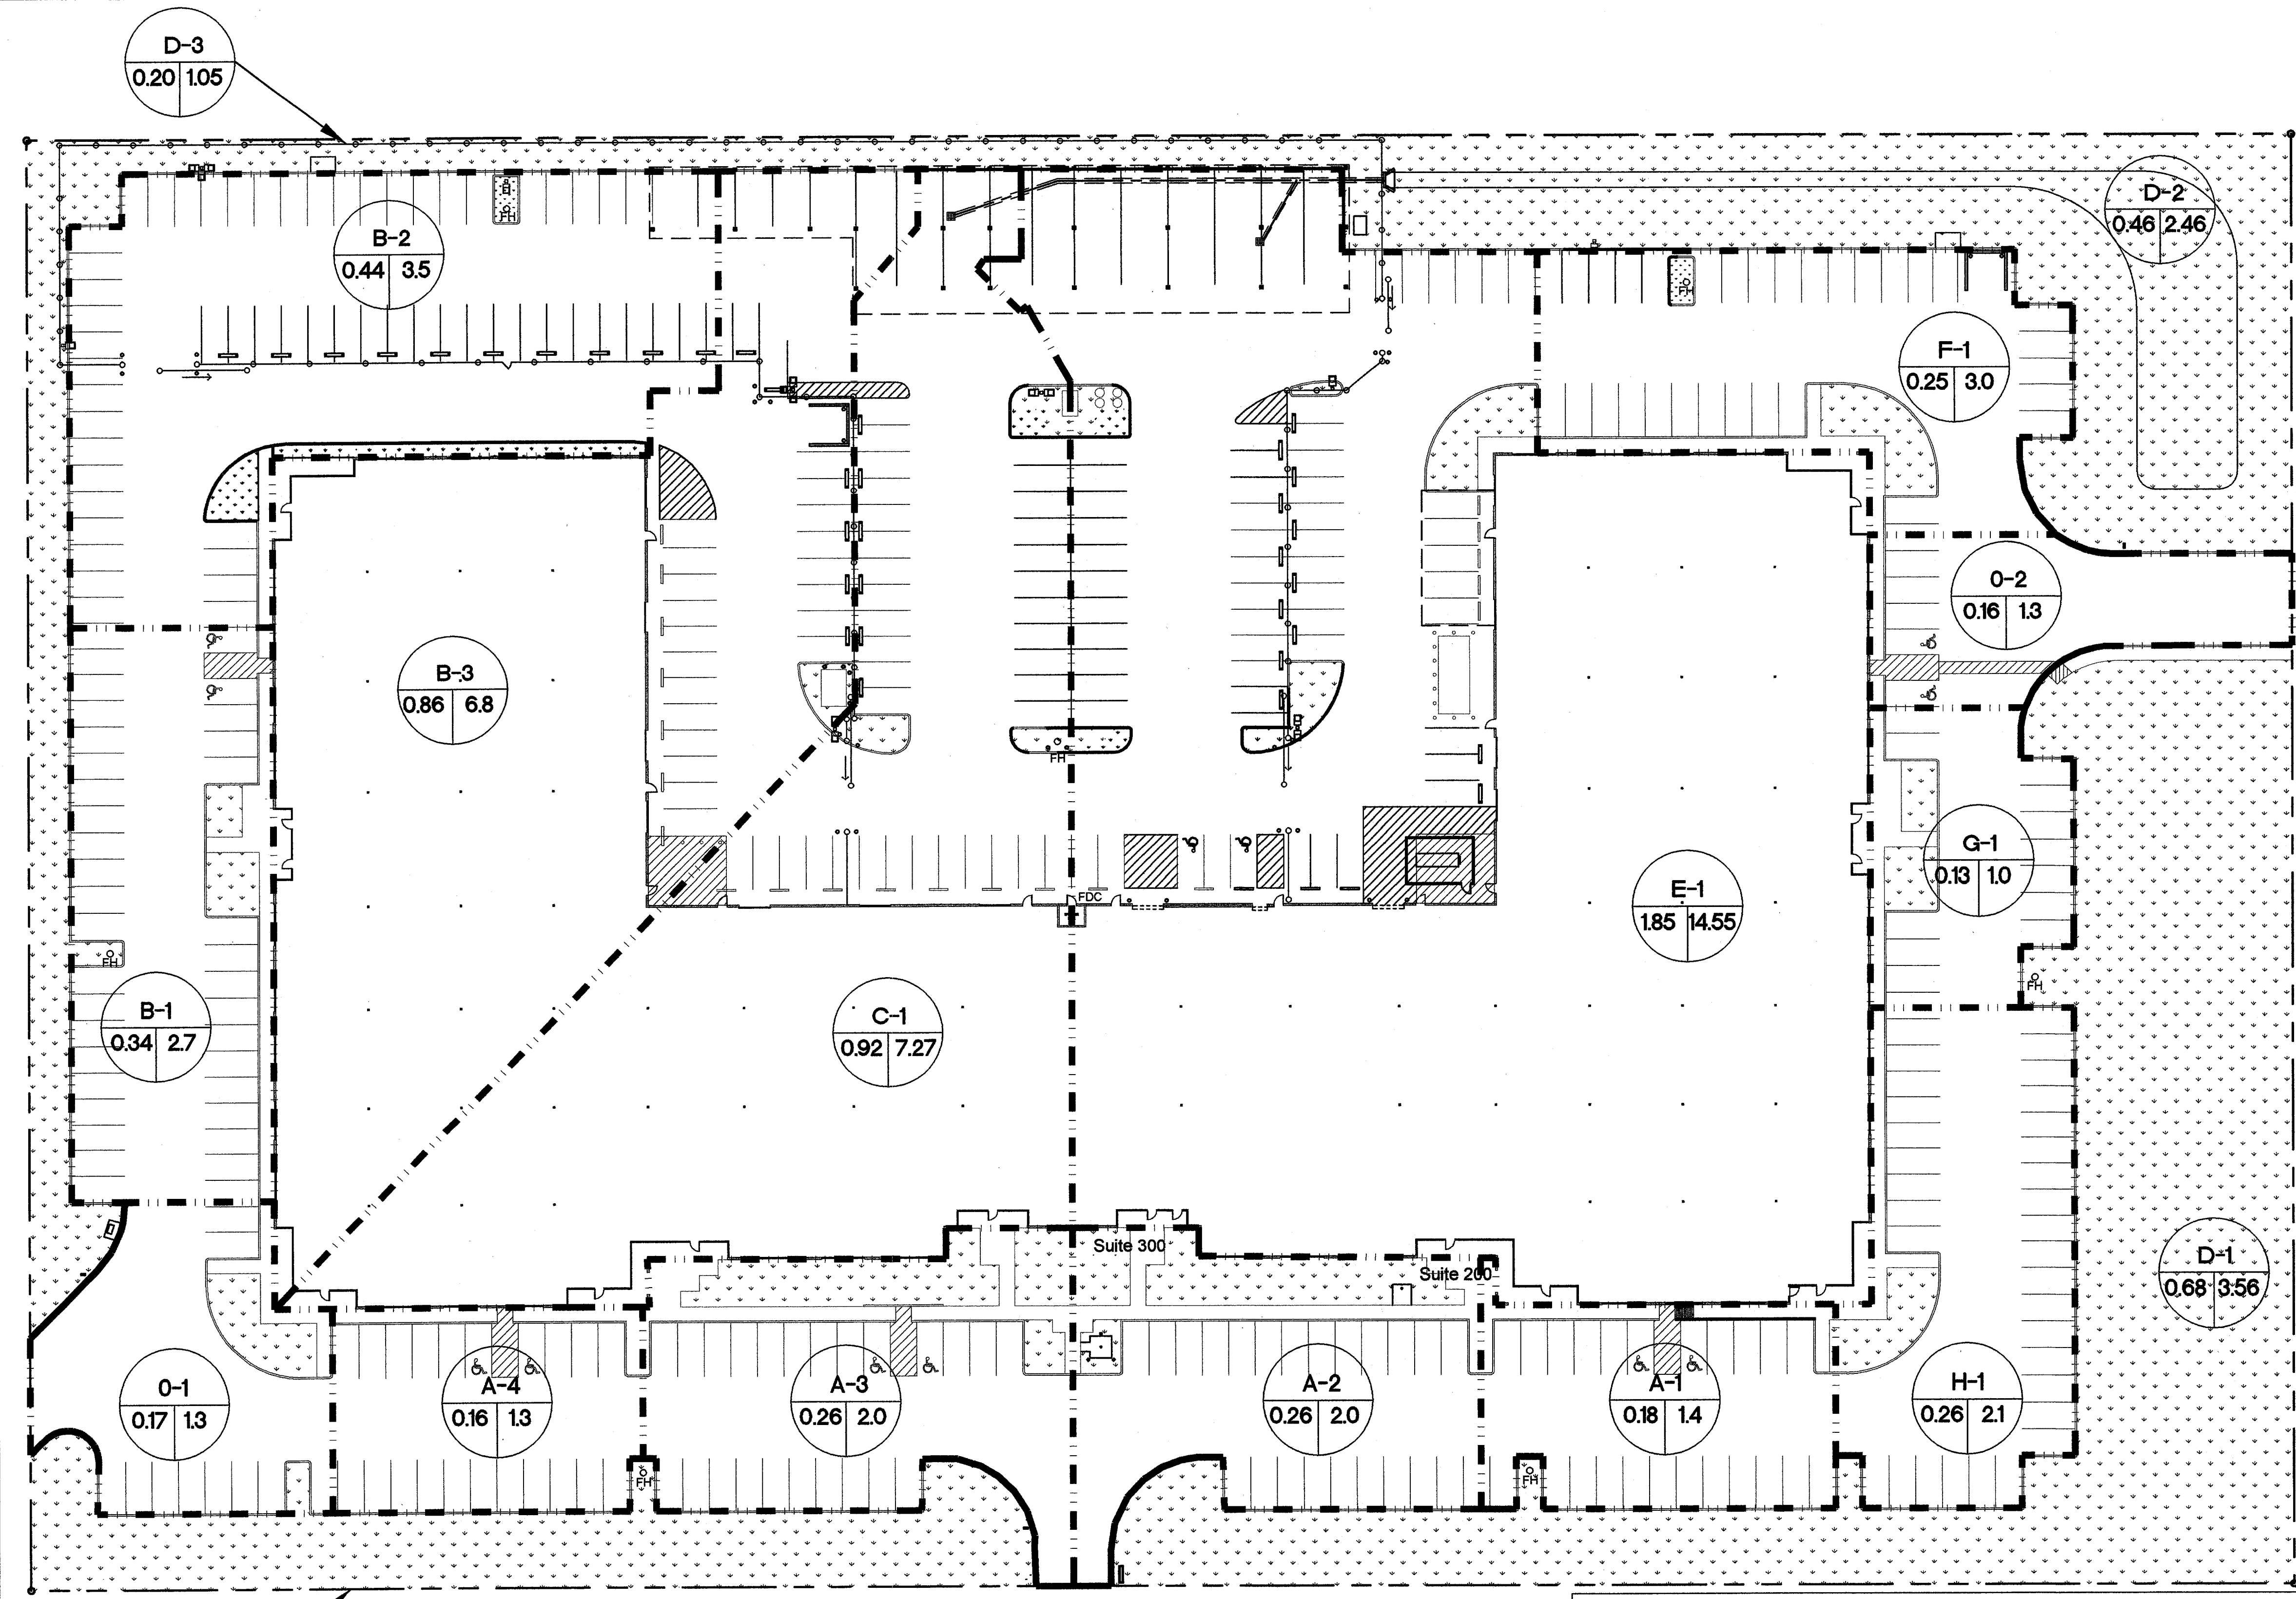 D-3
0.20 1.05
D-2
0.46 2.46
FH
B-2
0.44 3.5
FH
F-1
0.25 3.0
0-2
0.16 1.3
B-3
0.86 6.8
FH
G-1
0.13 1.0
FDC
E-1
1.85 14.55
FH
FH
B-1
0.34 2.7
C-1
0.92 7.27
Suite 300
Suite 200
D-1
0.68 3.56
0-1
0.17 1.3
A-4
0.16 1.3
A-3
0.26 2.0
A-2
0.26 2.0
A-1
0.18 1.4
H-1
0.26 2.1
FH
FH